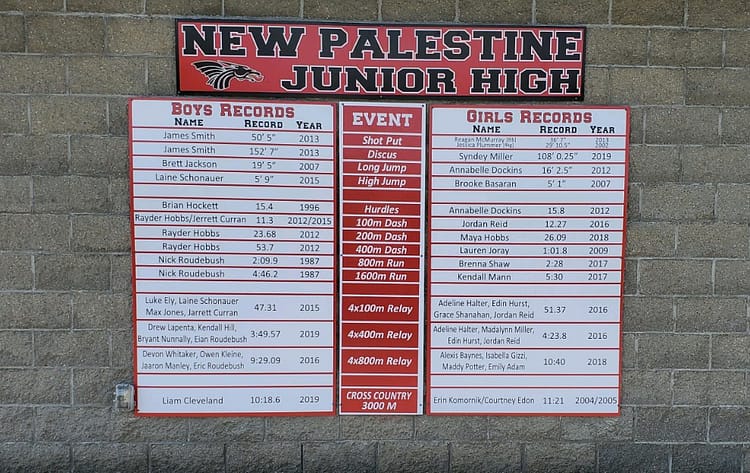 NEW PALESTINE
JUNIOR HIGH
BOYS RECORDS
NAME RECORD YEAR
James Smith 50' 5" 2013
James Smith 152' 7" 2013
Brett Jackson 19' 5" 2007
Laine Schonauer 5' 9" 2015
Brian Hockett 15.4 1996
Rayder Hobbs/Jerrett Curran 11.3 2012/2015
Rayder Hobbs 23.68 2012
Rayder Hobbs 53.7 2012
Nick Roudebush 2:09.9 1987
Nick Roudebush 4:46.2 1987
Luke Ely, Laine Schonauer
Max Jones, Jarrett Curran 47.31 2015
Drew Lapenta, Kendall Hill,
Bryant Nunnally, Eian Roudebush 3:49.57 2019
Devon Whitaker, Owen Kleine,
Jaaron Manley, Eric Roudebush 9:29.09 2016
Liam Cleveland 10:18.6 2019
EVENT
Shot Put
Discus
Long Jump
High Jump
Hurdles
100m Dash
200m Dash
400m Dash
800m Run
1600m Run
4x100m Relay
4x400m Relay
4x800m Relay
CROSS COUNTRY
3000 M
GIRLS RECORDS
NAME RECORD YEAR
Reagan McMarray
Jessica Plummer (4kg) 29' 10.5" 2002
Syndey Miller 108' 0.25" 2019
Annabelle Dockins 16' 2.5" 2012
Brooke Basaran 5' 1" 2007
Annabelle Dockins 15.8 2012
Jordan Reid 12.27 2016
Maya Hobbs 26.09 2018
Lauren Joray 1:01.8 2009
Brenna Shaw 2:28 2017
Kendall Mann 5:30 2017
Adeline Halter, Edin Hurst,
Grace Shanahan, Jordan Reid 51.37 2016
Adeline Halter, Madalynn Miller,
Edin Hurst, Jordan Reid 4:23.8 2016
Alexis Baynes, Isabella Gizzi,
Maddy Potter, Emily Adam 10:40 2018
Erin Komornik/Courtney Edon 11:21 2004/2005